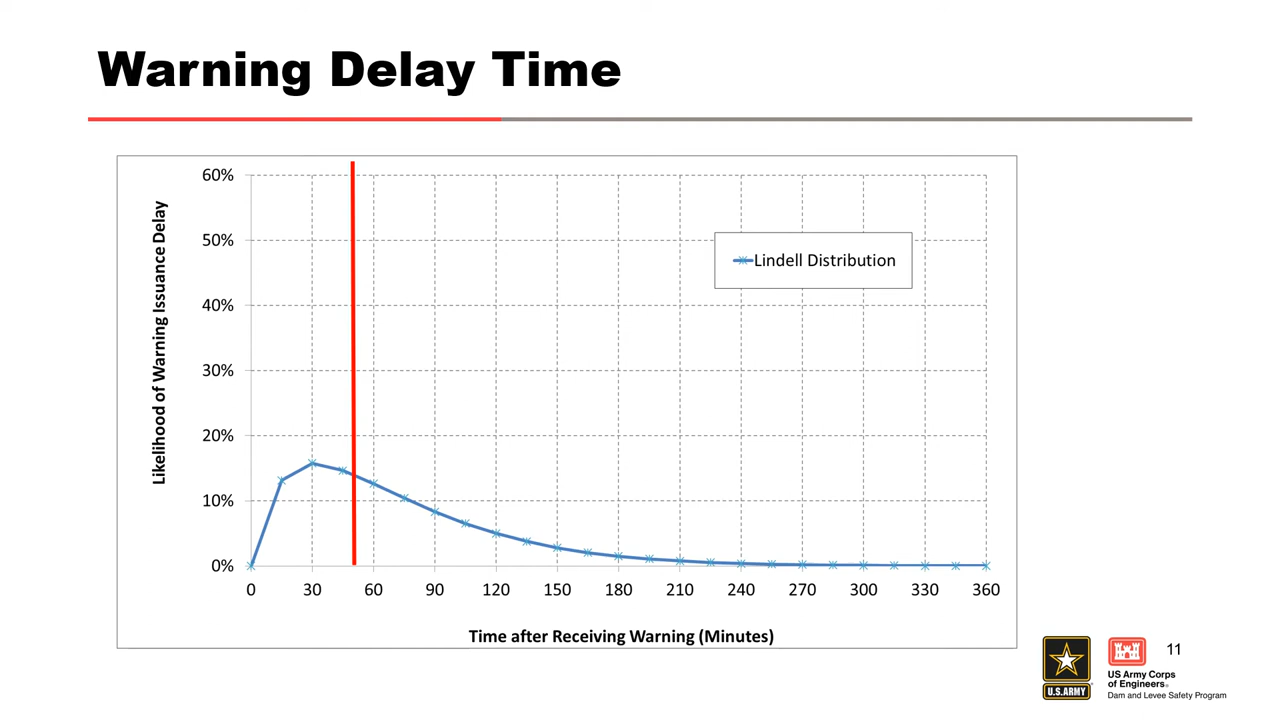 Warning Delay Time
60%
50%
40%
30%
20%
10%
0%
Likelihood of Warning Issuance Delay
Lindell Distribution
0 30 60 90 120 150 180 210 240 270 300 330 360
Time after Receiving Warning (Minutes)
U.S.ARMY
US Army Corps
of Engineers®
Dam and Levee Safety Program
11